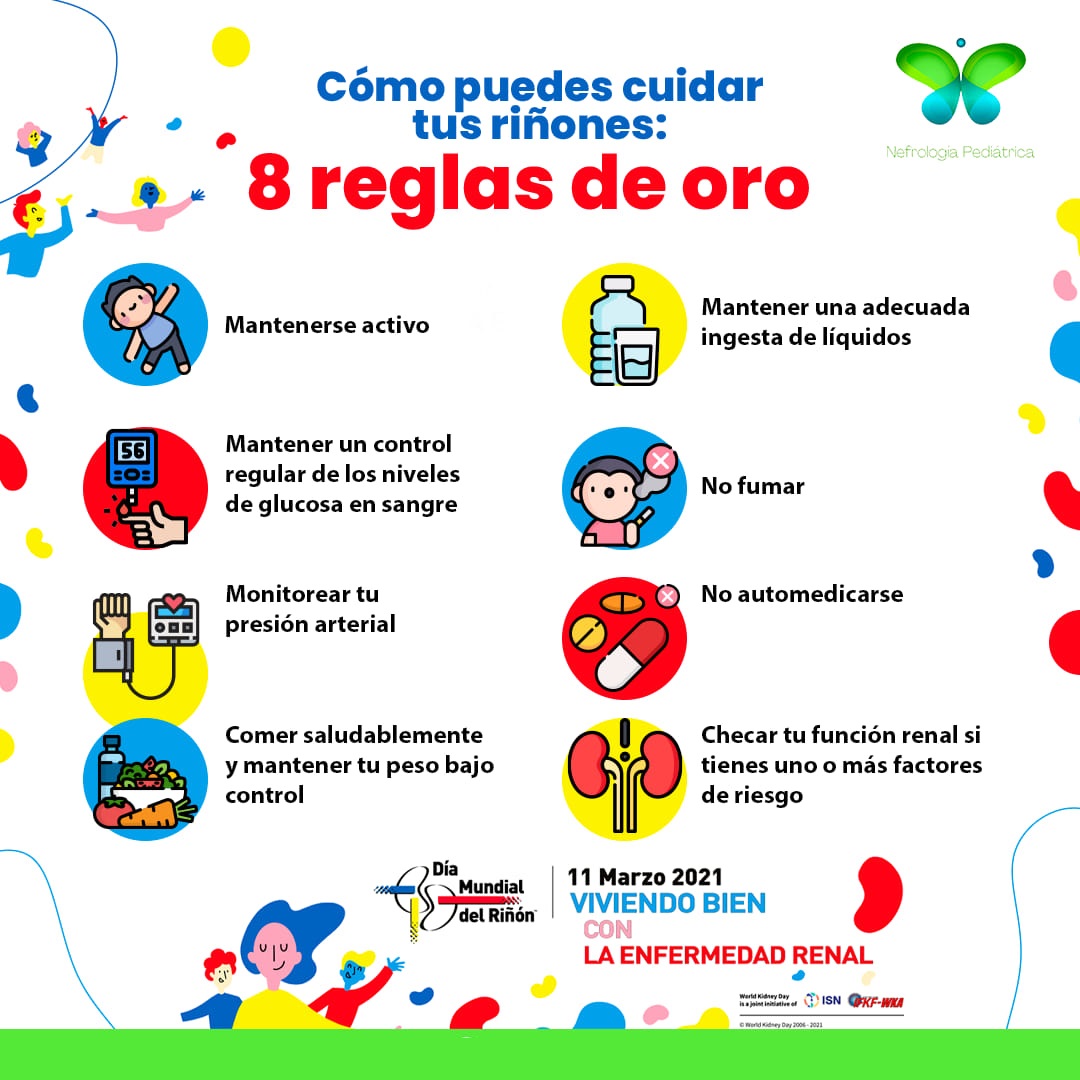 Cómo puedes cuidar
tus riñones:
8 reglas de oro
Nefrologia Pediátrica
Mantenerse activo
Mantener una adecuada
ingesta de líquidos
56
Mantener un control
regular de los niveles
de glucosa en sangre
No fumar
Monitorear tu
presión arterial
No automedicarse
Comer saludablemente
y mantener tu peso bajo
control
Checar tu función renal si
tienes uno o más factores
de riesgo
Día
Mundial
del Riñón
11 Marzo 2021
VIVIENDO BIEN
CON
LA ENFERMEDAD RENAL
World Kidney Day
is a joint initiative of
ISN
IFKF-WKA
© World Kidney Day 2006 - 2021